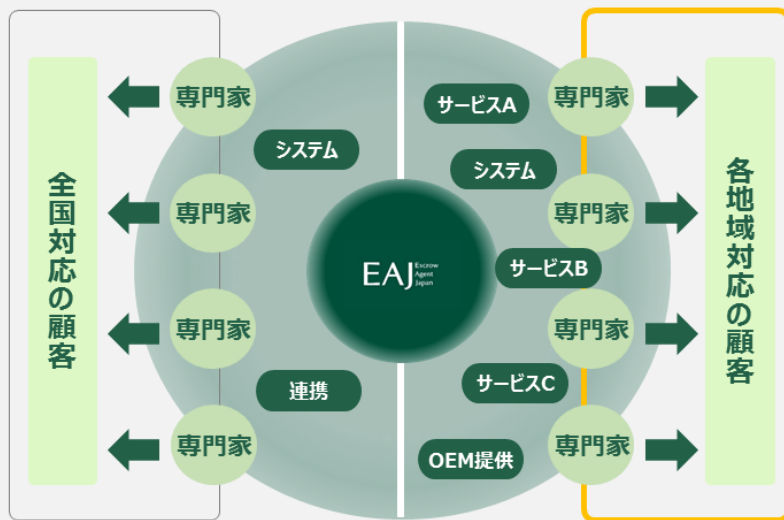 全国対応の顧客
専門家
専門家
専門家
専門家
システム
連携
EAJ
Escrow
Agent
Japan
サービスA
システム
サービスB
サービスC
OEM提供
専門家
専門家
専門家
専門家
各地域対応の顧客